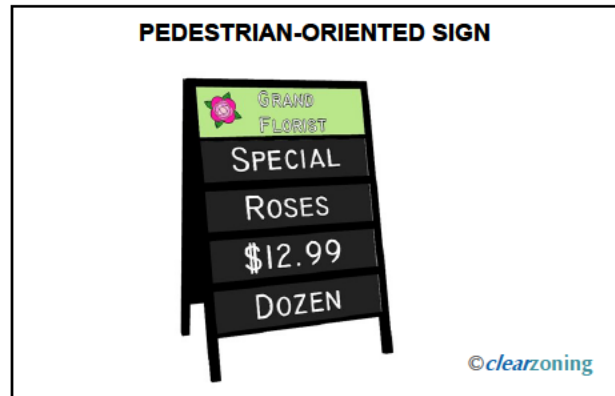 PEDESTRIAN-ORIENTED SIGN
GRAND
FLORIST
SPECIAL
ROSES
$12.99
DOZEN
©clearzoning